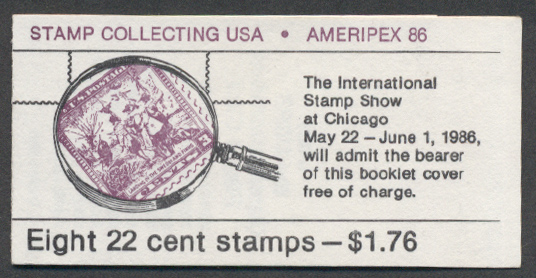 STAMP COLLECTING USA • AMERIPEX 86
U.S. POSTAGE
The International
Stamp Show
at Chicago
May 22 – June 1, 1986,
will admit the bearer
of this booklet cover
free of charge.
Eight 22 cent stamps – $1.76